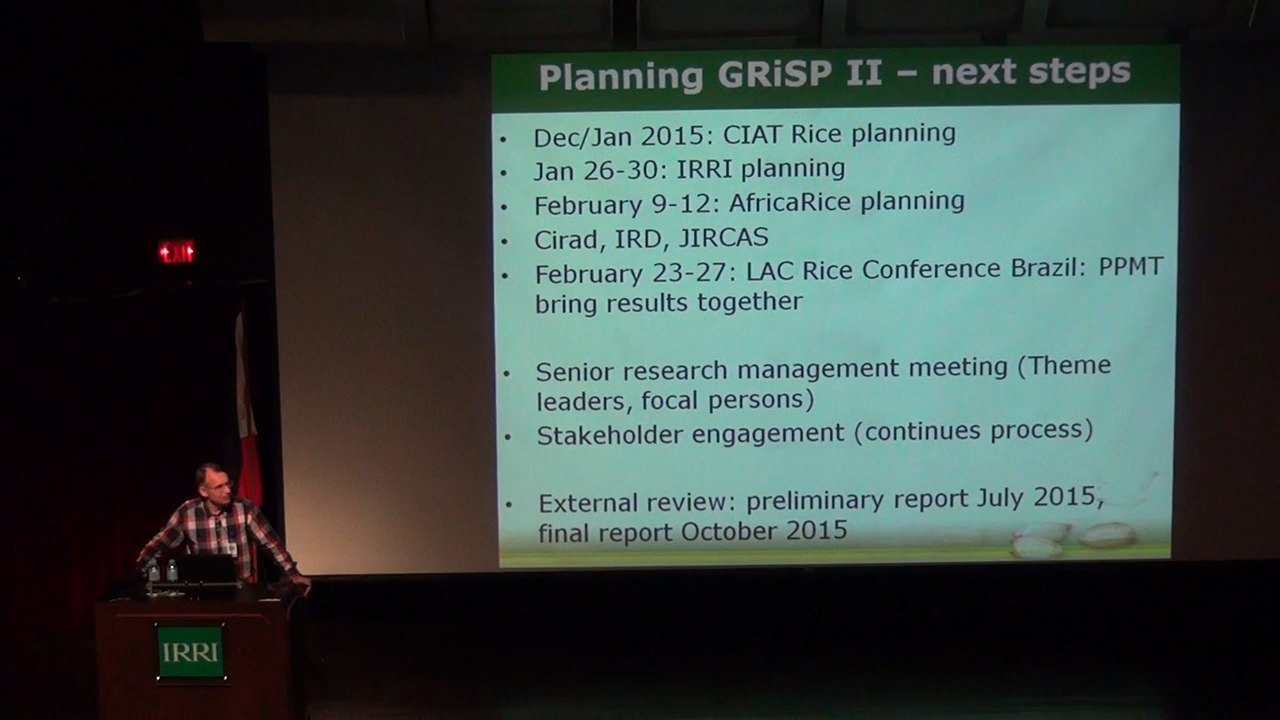 Planning GRiSP II – next steps
• Dec/Jan 2015: CIAT Rice planning
• Jan 26-30: IRRI planning
• February 9-12: AfricaRice planning
• Cirad, IRD, JIRCAS
• February 23-27: LAC Rice Conference Brazil: PPMT
bring results together
• Senior research management meeting (Theme
leaders, focal persons)
• Stakeholder engagement (continues process)
• External review: preliminary report July 2015,
final report October 2015
EXIT
IRRI